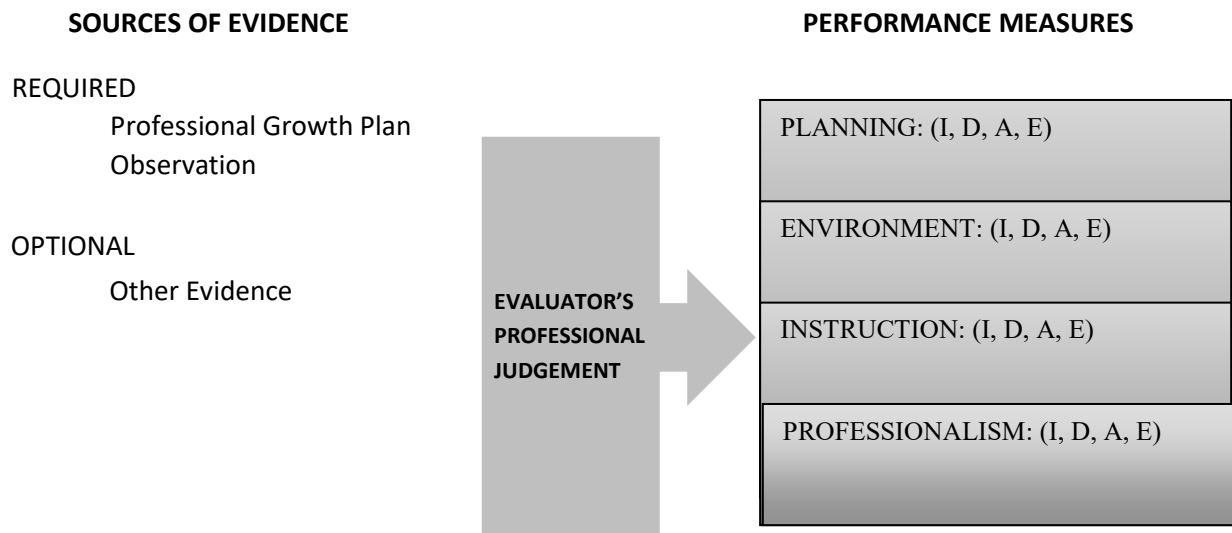 SOURCES OF EVIDENCE
REQUIRED
Professional Growth Plan
Observation
OPTIONAL
Other Evidence
EVALUATOR’S
PROFESSIONAL
JUDGEMENT
PERFORMANCE MEASURES
PLANNING: (I, D, A, E)
ENVIRONMENT: (I, D, A, E)
INSTRUCTION: (I, D, A, E)
PROFESSIONALISM: (I, D, A, E)